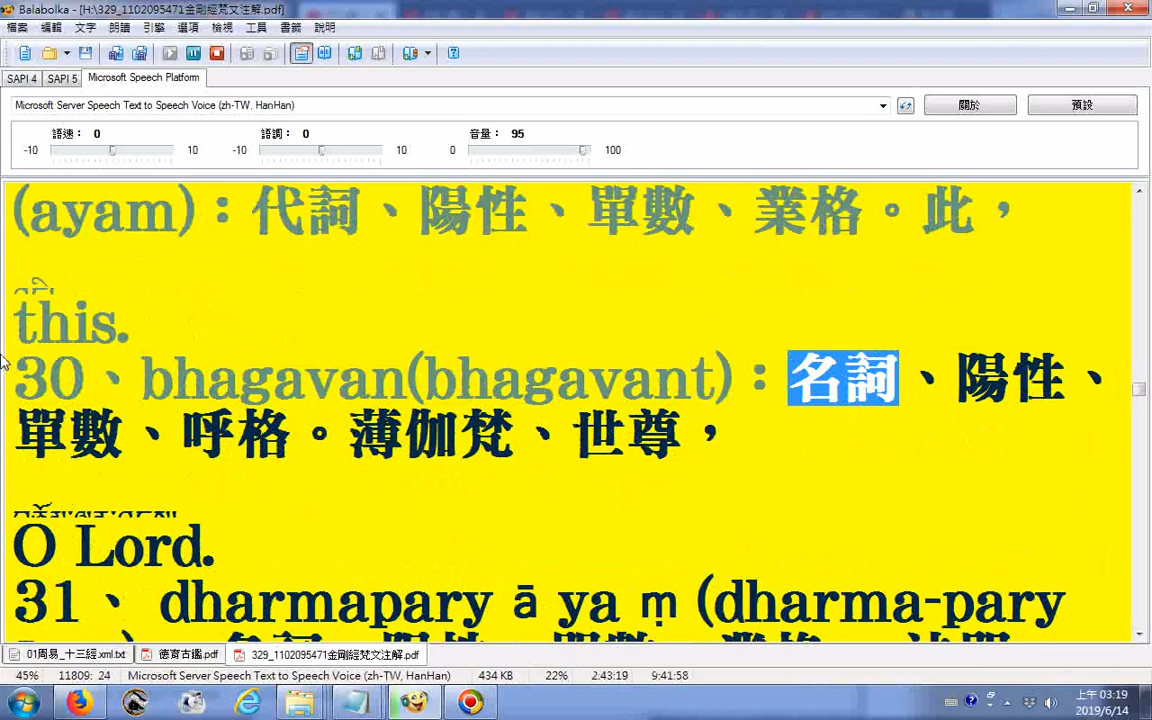 Balabolka - [H:\329_1102095471金剛經梵文注解.pdf]
檔案 編輯 文字 朗讀 引擎 選項 檢視 工具 書籤 說明
SAPI 4 SAPI 5 Microsoft Speech Platform
Microsoft Server Speech Text to Speech Voice (zh-TW, HanHan)
關於 預設
語速： 0 語調： 0 音量： 95
-10 10 -10 10 0 100
(ayam)：代詞、陽性、單數、業格。此，
this.
30、bhagavan(bhagavant)：名詞、陽性、
單數、呼格。薄伽梵、世尊，
O Lord.
31、 dharmapary ā ya ṃ (dharma-pary
01周易_十三經.xml.txt 德育古鑑.pdf 329_1102095471金剛經梵文注解.pdf
45% 11809: 24 Microsoft Server Speech Text to Speech Voice (zh-TW, HanHan) 434 KB 22% 2:43:19 9:41:58
上午 03:19
2019/6/14